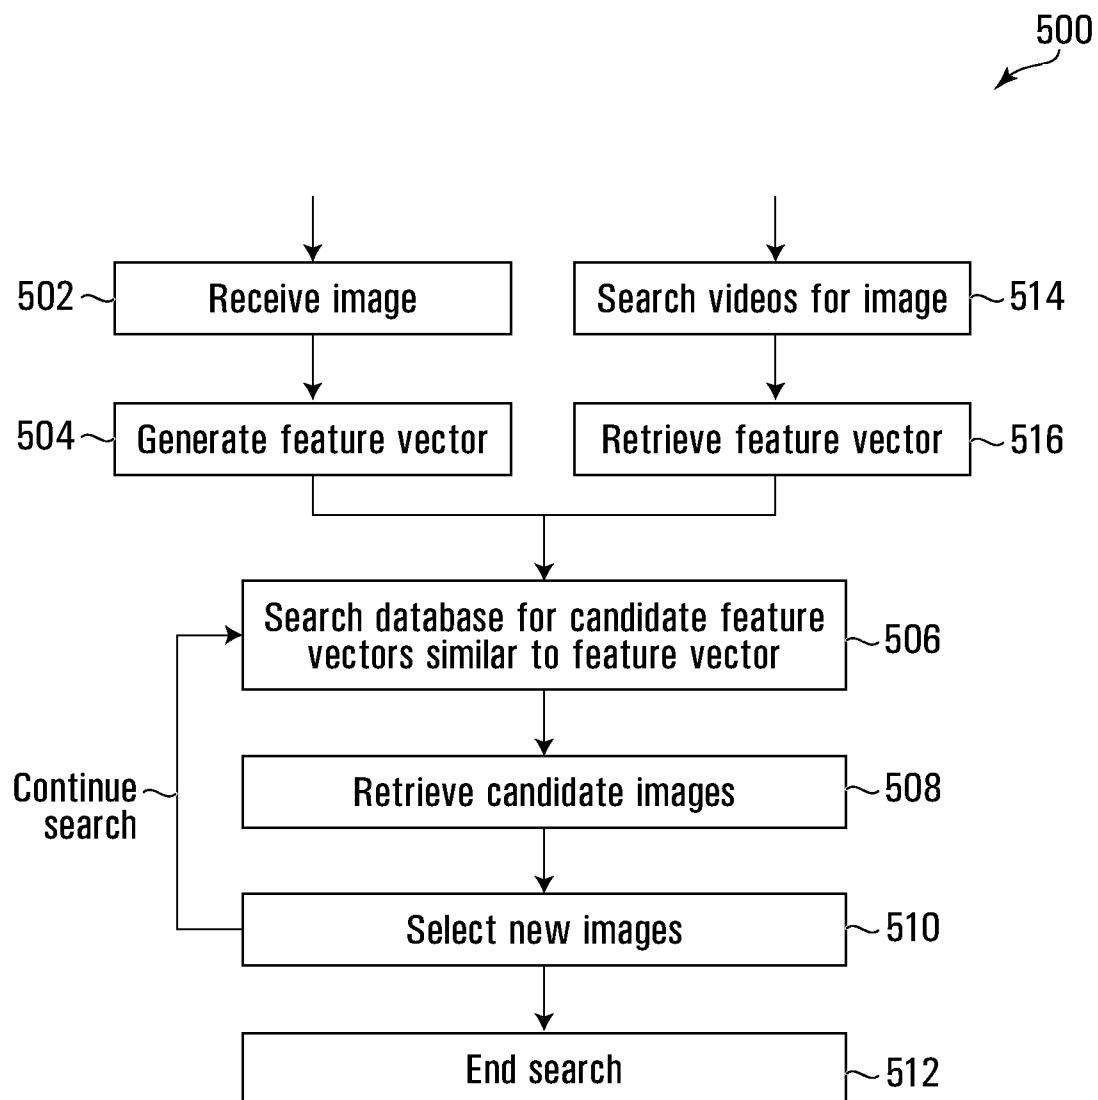 500
502
Receive image
Search videos for image
514
504
Generate feature vector
Retrieve feature vector
516
Search database for candidate feature
vectors similar to feature vector
506
Continue
search
Retrieve candidate images
508
Select new images
510
End search
512